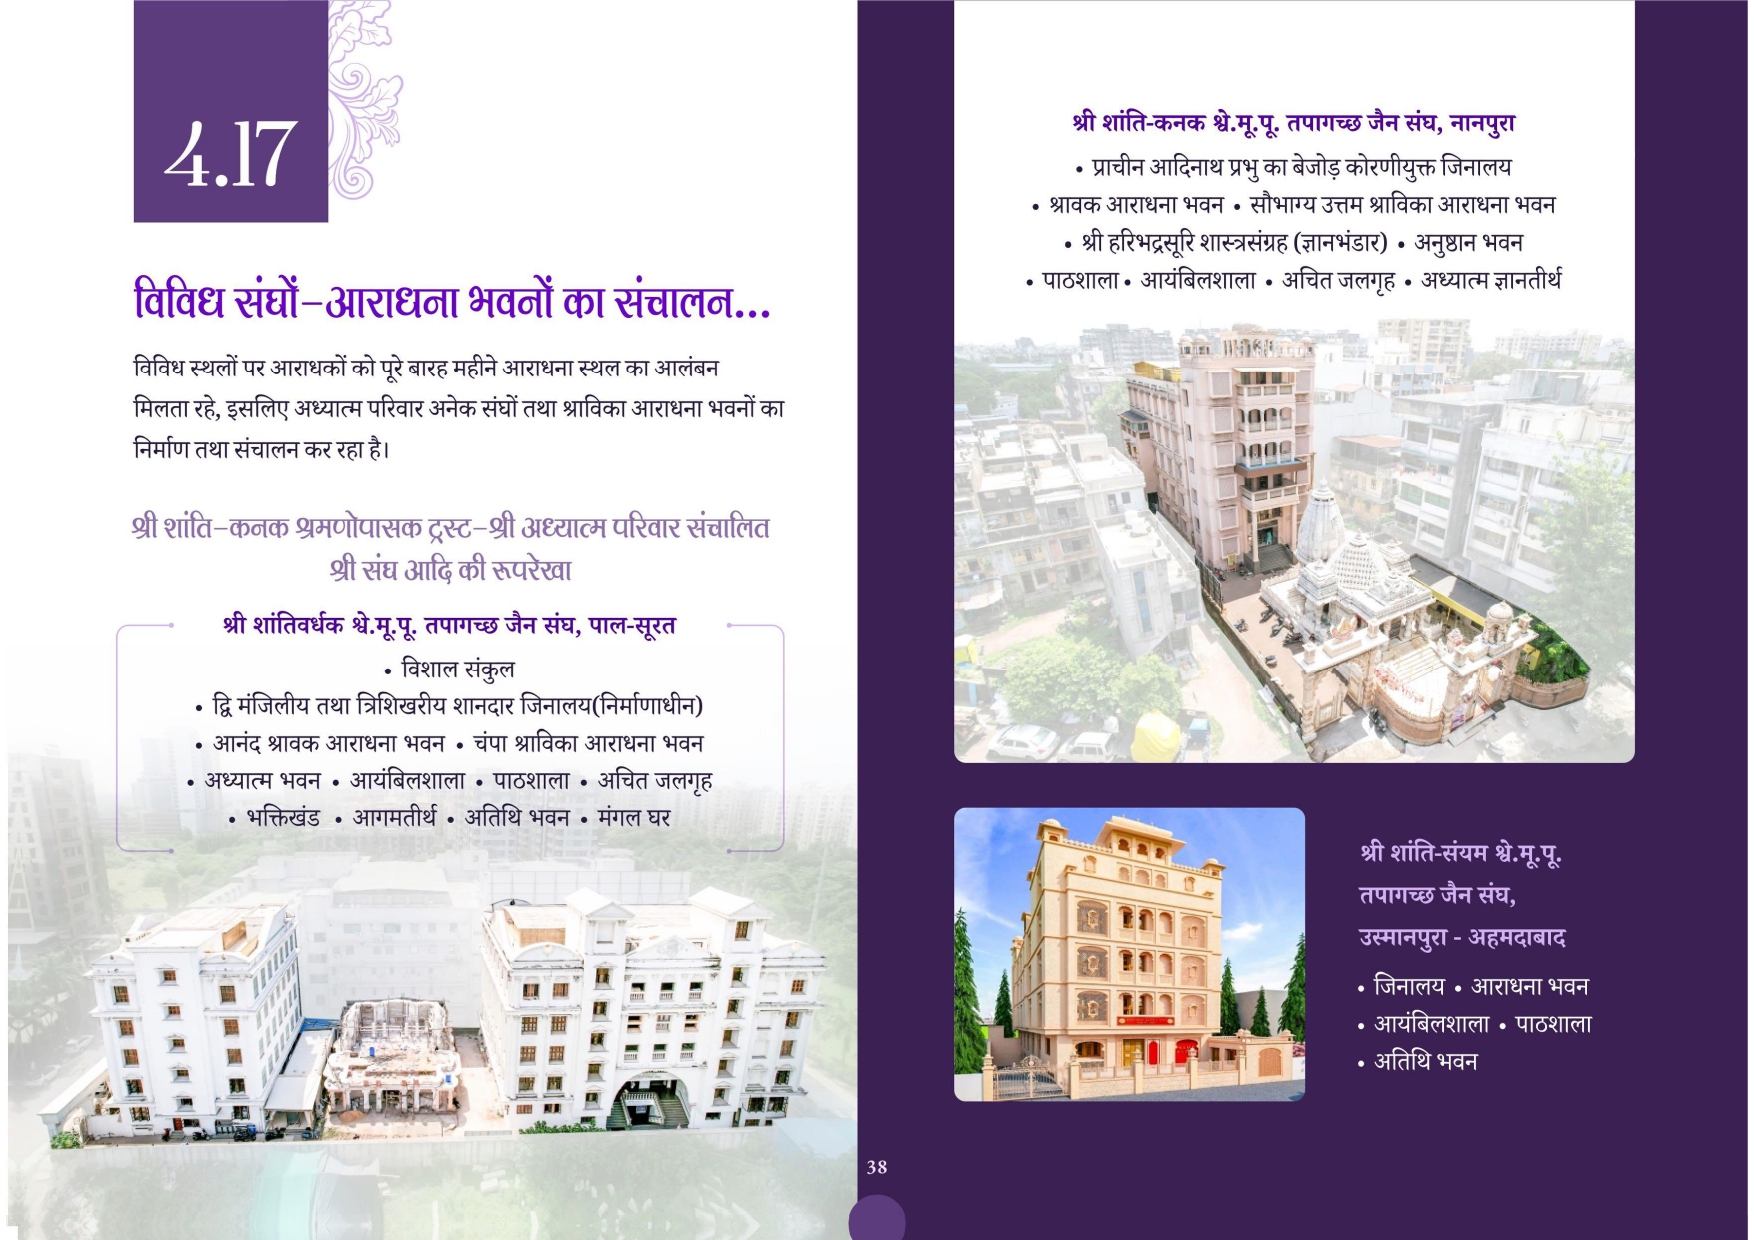 4.17
विविध संघों-आराधना भवनों का संचालन...
विविध स्थलों पर आराधकों को पूरे बारह महीने आराधना स्थल का आलंबन
मिलता रहे, इसलिए अध्यात्म परिवार अनेक संघों तथा श्राविका आराधना भवनों का
निर्माण तथा संचालन कर रहा है।
श्री शांति-कनक श्रमणोपासक ट्रस्ट-श्री अध्यात्म परिवार संचालित
श्री संघ आदि की रूपरेखा
श्री शांतिवर्धक श्वे.मू.पू. तपागच्छ जैन संघ, पाल-सूरत
• विशाल संकुल
• द्वि मंजिलीय तथा त्रिशिखरीय शानदार जिनालय(निर्माणाधीन)
• आनंद श्रावक आराधना भवन • चंपा श्राविका आराधना भवन
• अध्यात्म भवन • आयंबिलशाला • पाठशाला • अचित जलगृह
• भक्तिखंड • आगमतीर्थ • अतिथि भवन • मंगल घर
श्री शांति-कनक श्वे.मू.पू. तपागच्छ जैन संघ, नानपुरा
• प्राचीन आदिनाथ प्रभु का बेजोड़ कोरणीयुक्त जिनालय
• श्रावक आराधना भवन • सौभाग्य उत्तम श्राविका आराधना भवन
• श्री हरिभद्रसूरि शास्त्रसंग्रह (ज्ञानभंडार) • अनुष्ठान भवन
• पाठशाला • आयंबिलशाला • अचित जलगृह • अध्यात्म ज्ञानतीर्थ
श्री शांति-संयम श्वे.मू.पू.
तपागच्छ जैन संघ,
उस्मानपुरा - अहमदाबाद
• जिनालय • आराधना भवन
• आयंबिलशाला • पाठशाला
• अतिथि भवन
38